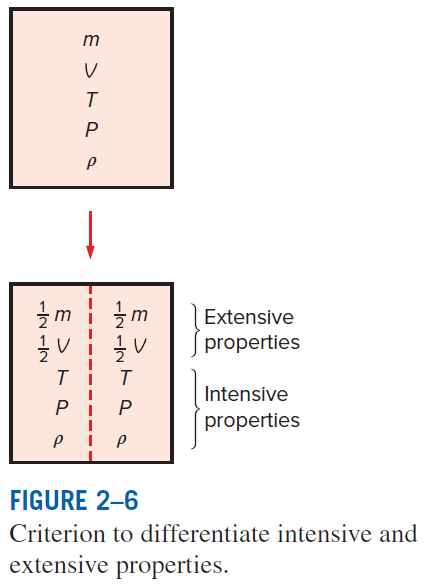 m
V
T
P
ρ
½ m ½ m
½ V ½ V
T T
P P
ρ ρ
Extensive
properties
Intensive
properties
FIGURE 2–6
Criterion to differentiate intensive and
extensive properties.